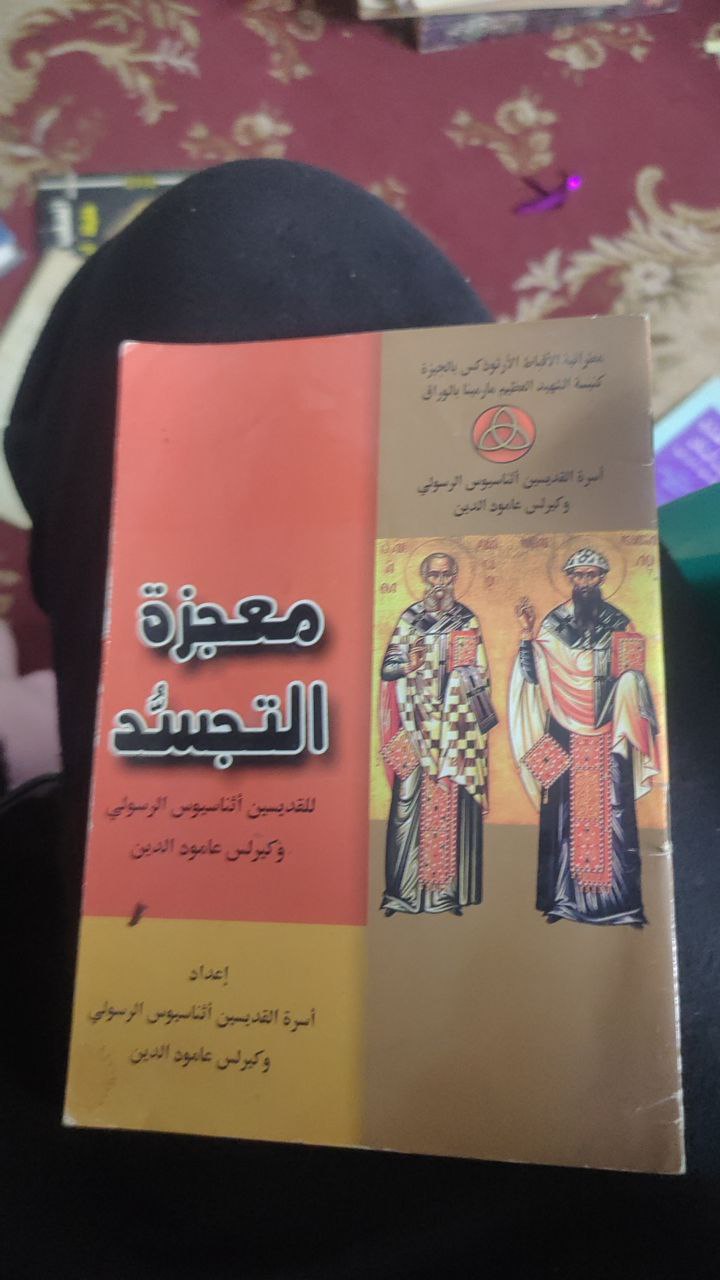 مطرانية الأقباط الأرثوذكس بالجيزة
كنيسة الشهيد العظيم مارمينا بالوراق
أسرة القديسين أثناسيوس الرسولي
وكيرلس عامود الدين
معجزة
التجسُّد
للقديسين أثناسيوس الرسولي
وكيرلس عامود الدين
إعداد
أسرة القديسين أثناسيوس الرسولي
وكيرلس عامود الدين